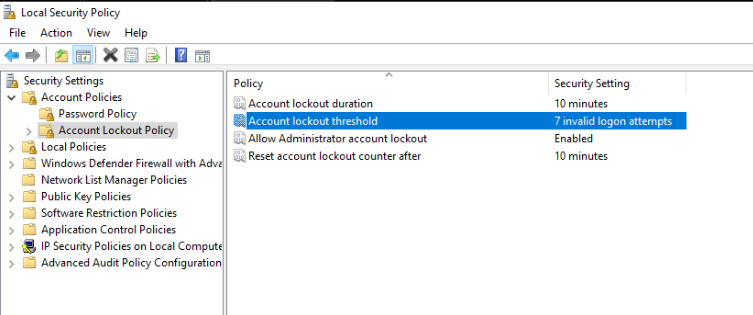 Local Security Policy
File Action View Help
Security Settings
Account Policies
Password Policy
Account Lockout Policy
Local Policies
Windows Defender Firewall with Adva
Network List Manager Policies
Public Key Policies
Software Restriction Policies
Application Control Policies
IP Security Policies on Local Compute
Advanced Audit Policy Configuration
Policy Security Setting
Account lockout duration 10 minutes
Account lockout threshold 7 invalid logon attempts
Allow Administrator account lockout Enabled
Reset account lockout counter after 10 minutes